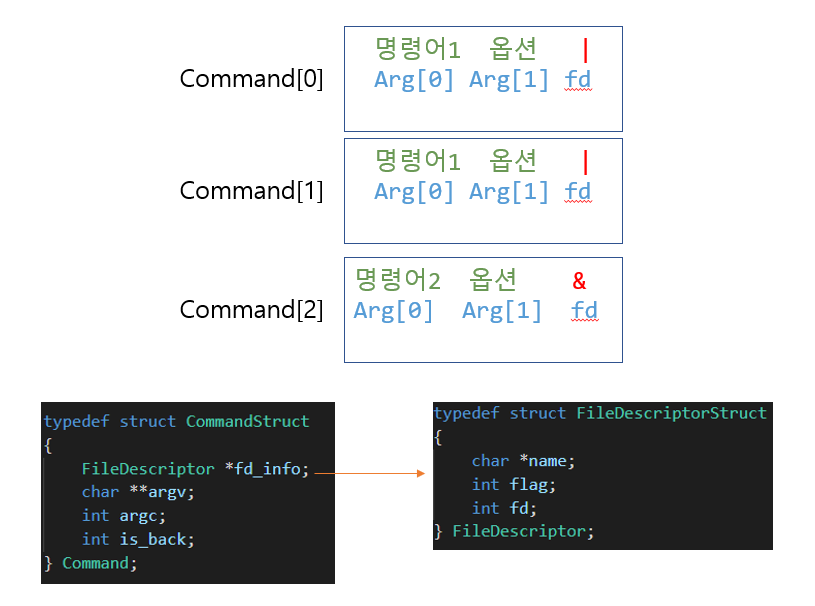 명령어1 옵션 |
Command[0] Arg[0] Arg[1] fd
명령어1 옵션 |
Command[1] Arg[0] Arg[1] fd
명령어2 옵션 &
Command[2] Arg[0] Arg[1] fd
typedef struct CommandStruct
{
FileDescriptor *fd_info;
char **argv;
int argc;
int is_back;
} Command;
typedef struct FileDescriptorStruct
{
char *name;
int flag;
int fd;
} FileDescriptor;